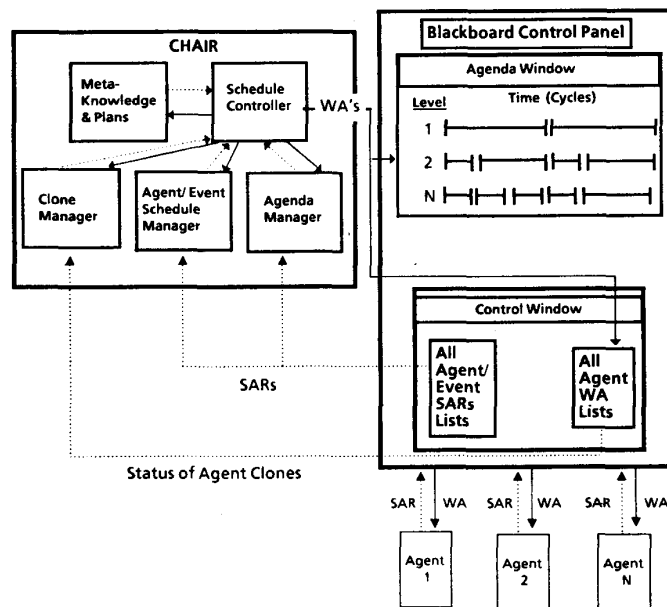 CHAIR
Meta-
Knowledge
& Plans
Schedule
Controller
WA's
Clone
Manager
Agent/ Event
Schedule
Manager
Agenda
Manager
SARs
Status of Agent Clones
Blackboard Control Panel
Agenda Window
Level
Time (Cycles)
1
2
N
Control Window
All
Agent/
Event
SARs
Lists
All
Agent
WA
Lists
SAR
WA
SAR
WA
SAR
WA
Agent
1
Agent
2
Agent
N